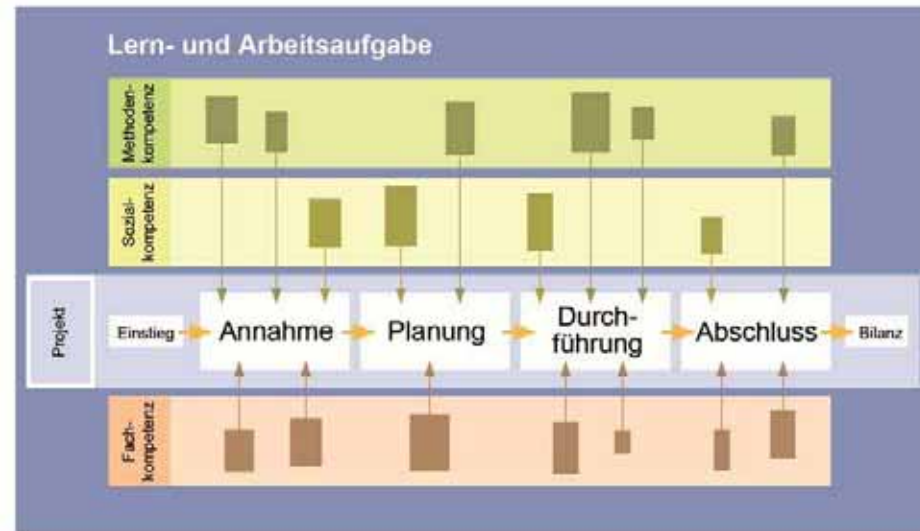 Lern- und Arbeitsaufgabe
Methoden-
kompetenz
Sozial-
kompetenz
Projekt
Einstieg
Annahme
Planung
Durch-
führung
Abschluss
Bilanz
Fach-
kompetenz